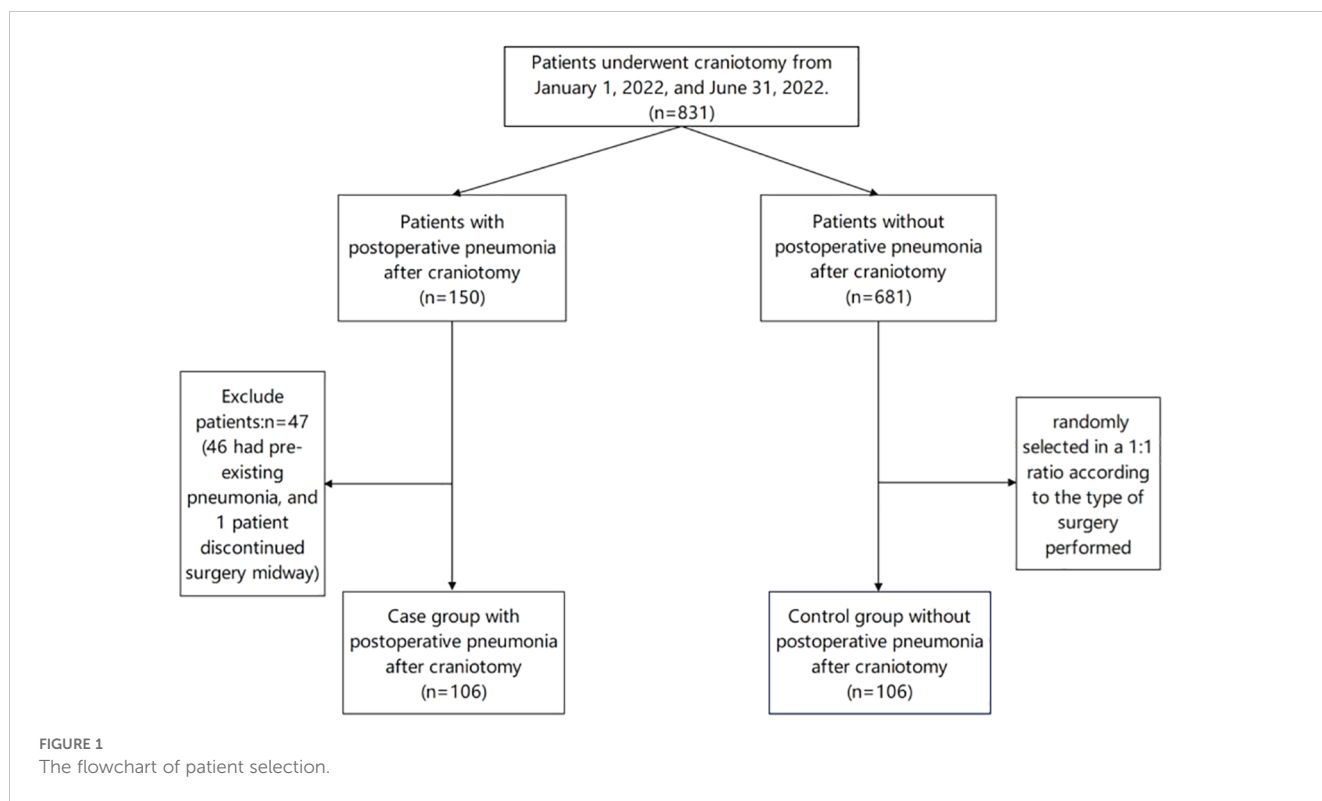 Patients underwent craniotomy from
January 1, 2022, and June 31, 2022.
(n=831)
Patients with
postoperative pneumonia
after craniotomy
(n=150)
Patients without
postoperative pneumonia
after craniotomy
(n=681)
Exclude
patients:n=47
(46 had pre-
existing
pneumonia, and
1 patient
discontinued
surgery midway)
randomly
selected in a 1:1
ratio according
to the type of
surgery
performed
Case group with
postoperative pneumonia
after craniotomy
(n=106)
Control group without
postoperative pneumonia
after craniotomy
(n=106)
FIGURE 1
The flowchart of patient selection.